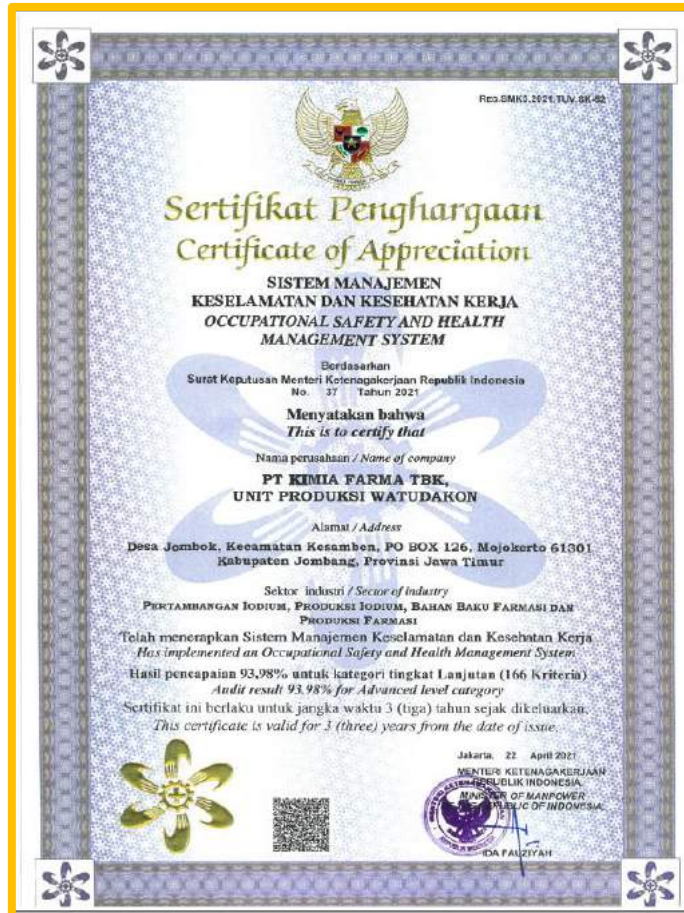 Reg.SMK3.2021.TUV.SK-62
Sertifikat Penghargaan
Certificate of Appreciation
SISTEM MANAJEMEN
KESELAMATAN DAN KESEHATAN KERJA
OCCUPATIONAL SAFETY AND HEALTH
MANAGEMENT SYSTEM
Berdasarkan
Surat Keputusan Menteri Ketenagakerjaan Republik Indonesia
No. 37 Tahun 2021
Menyatakan bahwa
This is to certify that
Nama perusahaan / Name of company
PT KIMIA FARMA TBK,
UNIT PRODUKSI WATUDAKON
Alamat / Address
Desa Jombok, Kecamatan Kesamben, PO BOX 126, Mojokerto 61301
Kabupaten Jombang, Provinsi Jawa Timur
Sektor industri / Sector of industry
PERTAMBANGAN IODIUM, PRODUKSI IODIUM, BAHAN BAKU FARMASI DAN
PRODUKSI FARMASI
Telah menerapkan Sistem Manajemen Keselamatan dan Kesehatan Kerja
Has implemented an Occupational Safety and Health Management System
Hasil pencapaian 93,98% untuk kategori tingkat Lanjutan (166 Kriteria)
Audit result 93.98% for Advanced level category
Sertifikat ini berlaku untuk jangka waktu 3 (tiga) tahun sejak dikeluarkan.
This certificate is valid for 3 (three) years from the date of issue.
Jakarta, 22 April 2021
MENTERI KETENAGAKERJAAN
REPUBLIK INDONESIA
MINISTER OF MANPOWER
REPUBLIC OF INDONESIA,
IDA FAUZIYAH